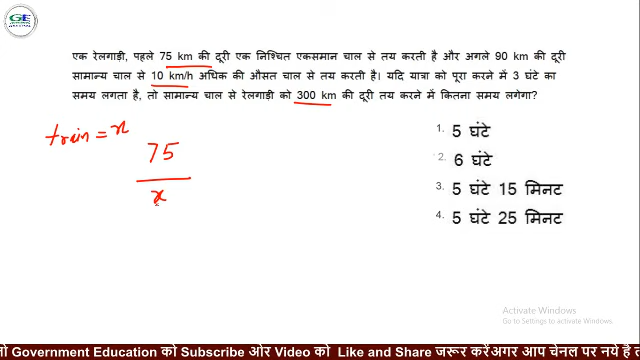 GE
एक रेलगाड़ी, पहले 75 km की दूरी एक निश्चित एकसमान चाल से तय करती है और अगले 90 km की दूरी
सामान्य चाल से 10 km/h अधिक की औसत चाल से तय करती है। यदि यात्रा को पूरा करने में 3 घंटे का
समय लगता है, तो सामान्य चाल से रेलगाड़ी को 300 km की दूरी तय करने में कितना समय लगेगा?
train = x
75
x
1. 5 घंटे
2. 6 घंटे
3. 5 घंटे 15 मिनट
4. 5 घंटे 25 मिनट
Activate Windows
Go to Settings to activate Windows.
Government Education को Subscribe ओर Video को Like and Share जरूर करें अगर आप चेनल पर नये है